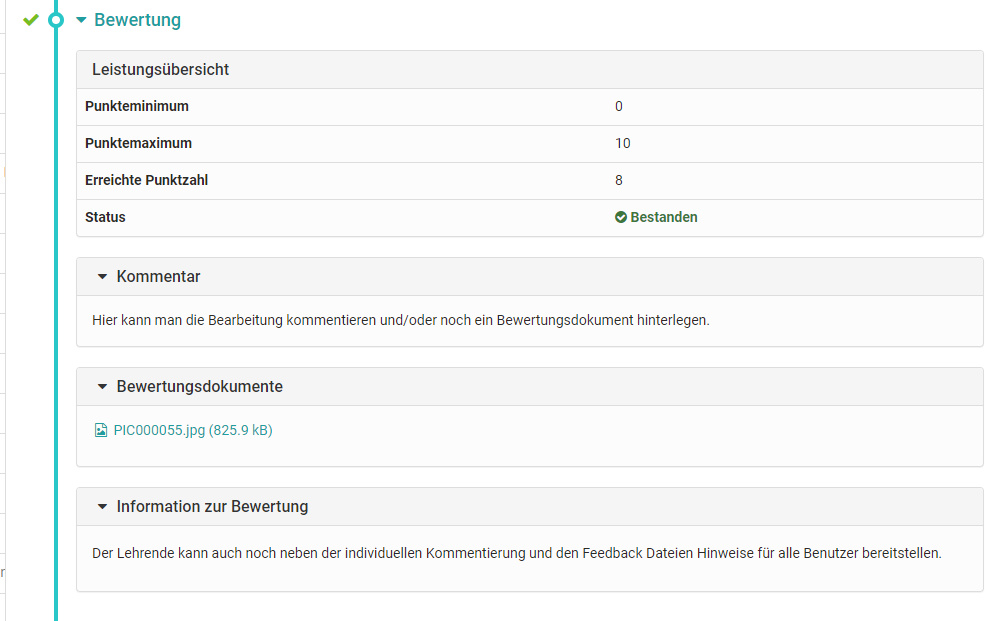 Bewertung
Leistungsübersicht
Punkteminimum 0
Punktemaximum 10
Erreichte Punktzahl 8
Status Bestanden
Kommentar
Hier kann man die Bearbeitung kommentieren und/oder noch ein Bewertungsdokument hinterlegen.
Bewertungsdokumente
PIC000055.jpg (825.9 kB)
Information zur Bewertung
Der Lehrende kann auch noch neben der individuellen Kommentierung und den Feedback Dateien Hinweise für alle Benutzer bereitstellen.